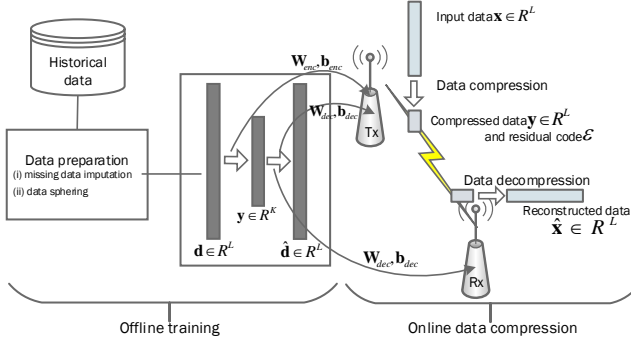 Historical
data
Data preparation
(i) missing data imputation
(ii) data sphering
d ∈ R^L
y ∈ R^K
d̂ ∈ R^L
W_enc, b_enc
W_dec, b_dec
W_dec, b_dec
Tx
Rx
Input data x ∈ R^L
Data compression
Compressed data y ∈ R^L
and residual code ε
Data decompression
Reconstructed data
x̂ ∈ R^L
Offline training
Online data compression